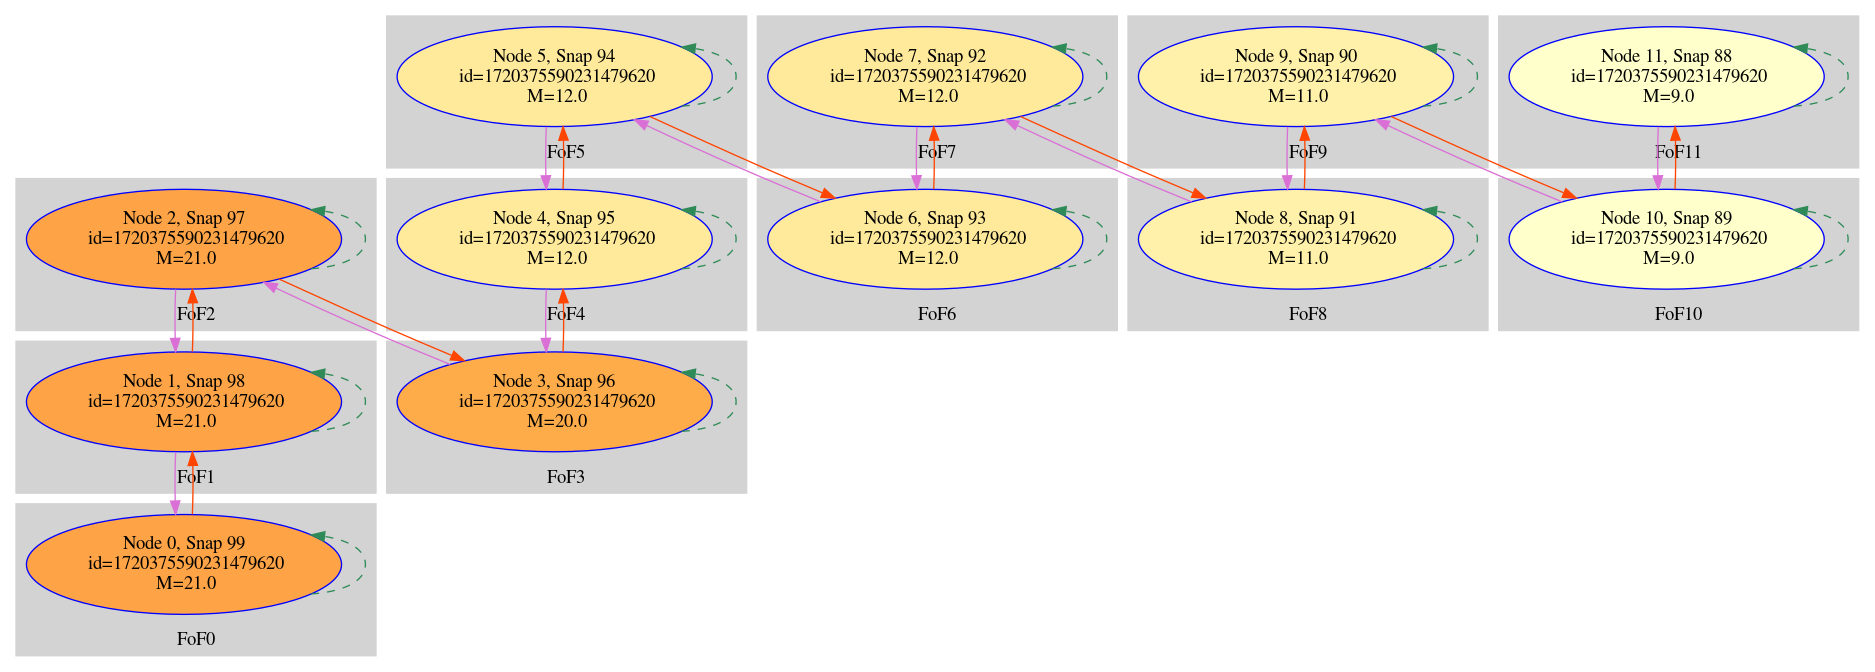 Node 5, Snap 94
id=1720375590231479620
M=12.0
FoF5
Node 7, Snap 92
id=1720375590231479620
M=12.0
FoF7
Node 9, Snap 90
id=1720375590231479620
M=11.0
FoF9
Node 11, Snap 88
id=1720375590231479620
M=9.0
FoF11
Node 2, Snap 97
id=1720375590231479620
M=21.0
FoF2
Node 4, Snap 95
id=1720375590231479620
M=12.0
FoF4
Node 6, Snap 93
id=1720375590231479620
M=12.0
FoF6
Node 8, Snap 91
id=1720375590231479620
M=11.0
FoF8
Node 10, Snap 89
id=1720375590231479620
M=9.0
FoF10
Node 1, Snap 98
id=1720375590231479620
M=21.0
FoF1
Node 3, Snap 96
id=1720375590231479620
M=20.0
FoF3
Node 0, Snap 99
id=1720375590231479620
M=21.0
FoF0